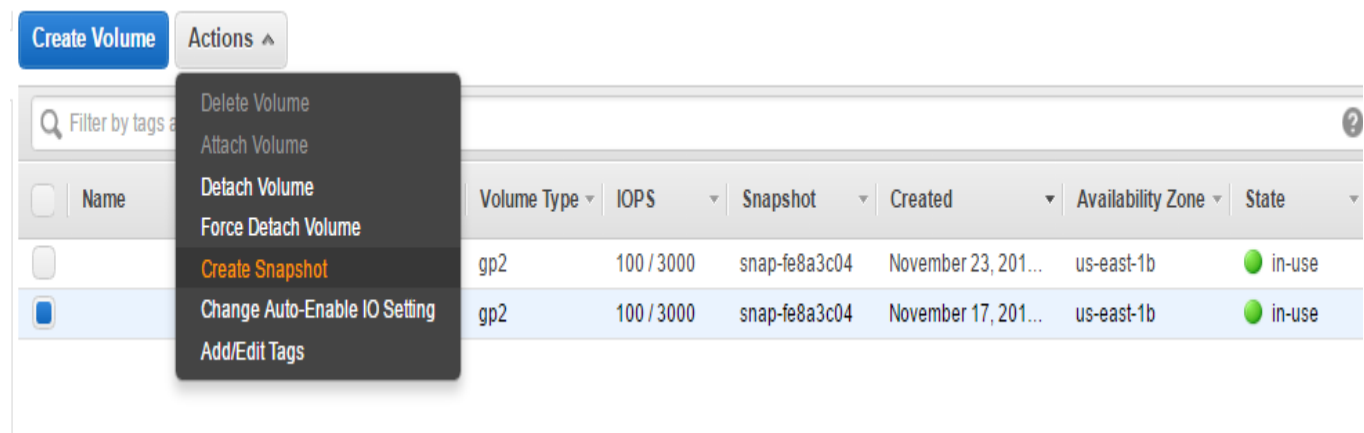 Create Volume Actions
Delete Volume
Filter by tags
Attach Volume
Detach Volume
Name Volume Type IOPS Snapshot Created Availability Zone State
Force Detach Volume
Create Snapshot
gp2 100 / 3000 snap-fe8a3c04 November 23, 201... us-east-1b in-use
Change Auto-Enable IO Setting
gp2 100 / 3000 snap-fe8a3c04 November 17, 201... us-east-1b in-use
Add/Edit Tags